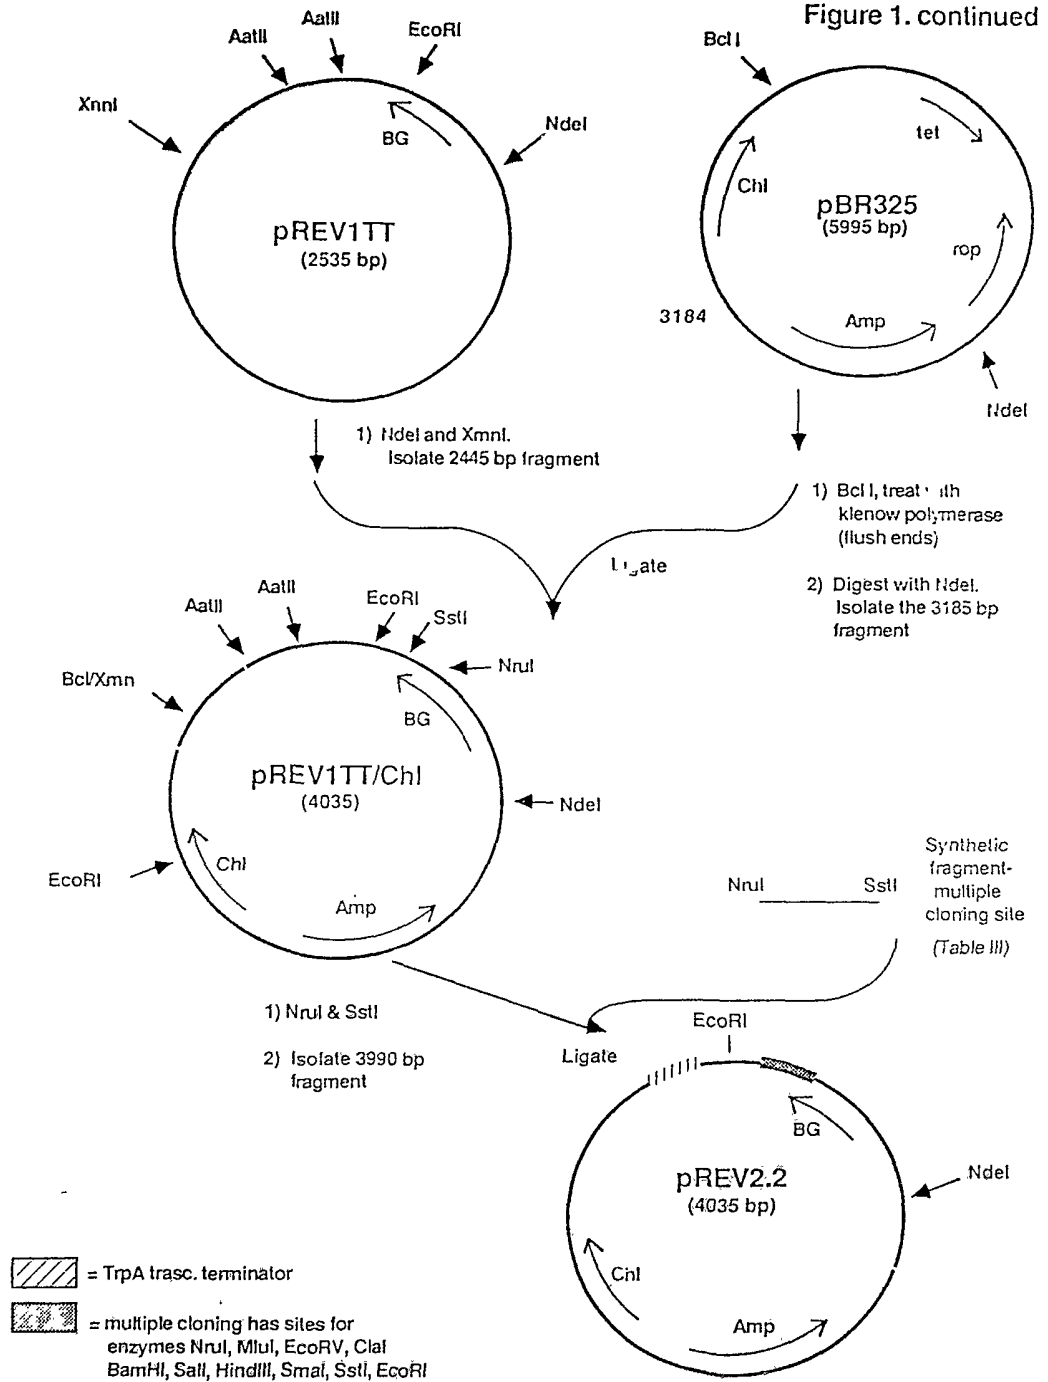 Figure 1. continued
AatII
AatII
EcoRI
XnnI
NdeI
BG
pREV1TT
(2535 bp)
Bcl I
tet
Chl
pBR325
(5995 bp)
rop
3184
Amp
NdeI
1) NdeI and XmnI.
Isolate 2445 bp fragment
1) Bcl I, treat
klenow polymerase
(flush ends)
2) Digest with NdeI.
Isolate the 3185 bp
fragment
Ligate
AatII
AatII
EcoRI
SstI
NruI
Bcl/Xmn
BG
pREV1TT/Chl
(4035)
NdeI
Chl
EcoRI
Amp
Synthetic
fragment-
multiple
cloning site
(Table III)
NruI
SstI
1) NruI & SstI
2) Isolate 3990 bp
fragment
Ligate
EcoRI
BG
pREV2.2
(4035 bp)
NdeI
Chl
Amp
= TrpA trasc. terminator
= multiple cloning has sites for
enzymes NruI, MluI, EcoRV, ClaI
BamHI, SalI, HindIII, SmaI, SstI, EcoRI